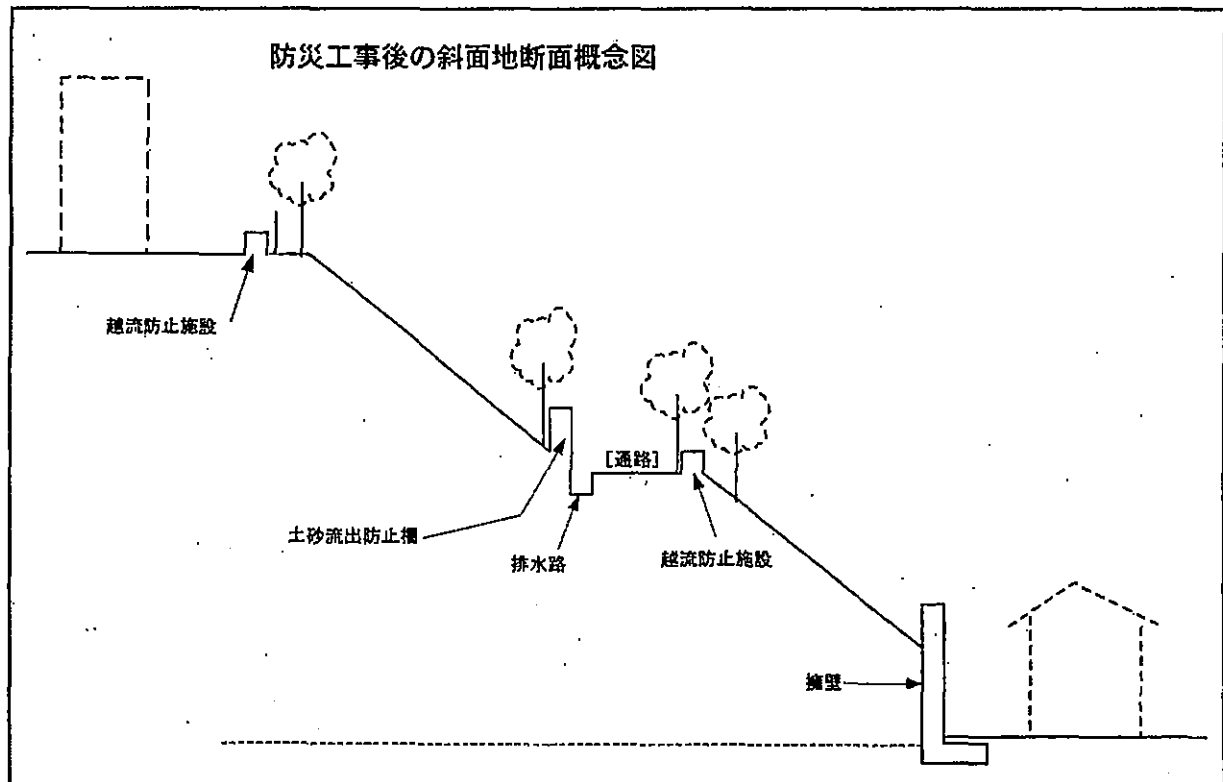 防災工事後の斜面地断面概念図
越流防止施設
[通路]
土砂流出防止柵
排水路
越流防止施設
擁壁